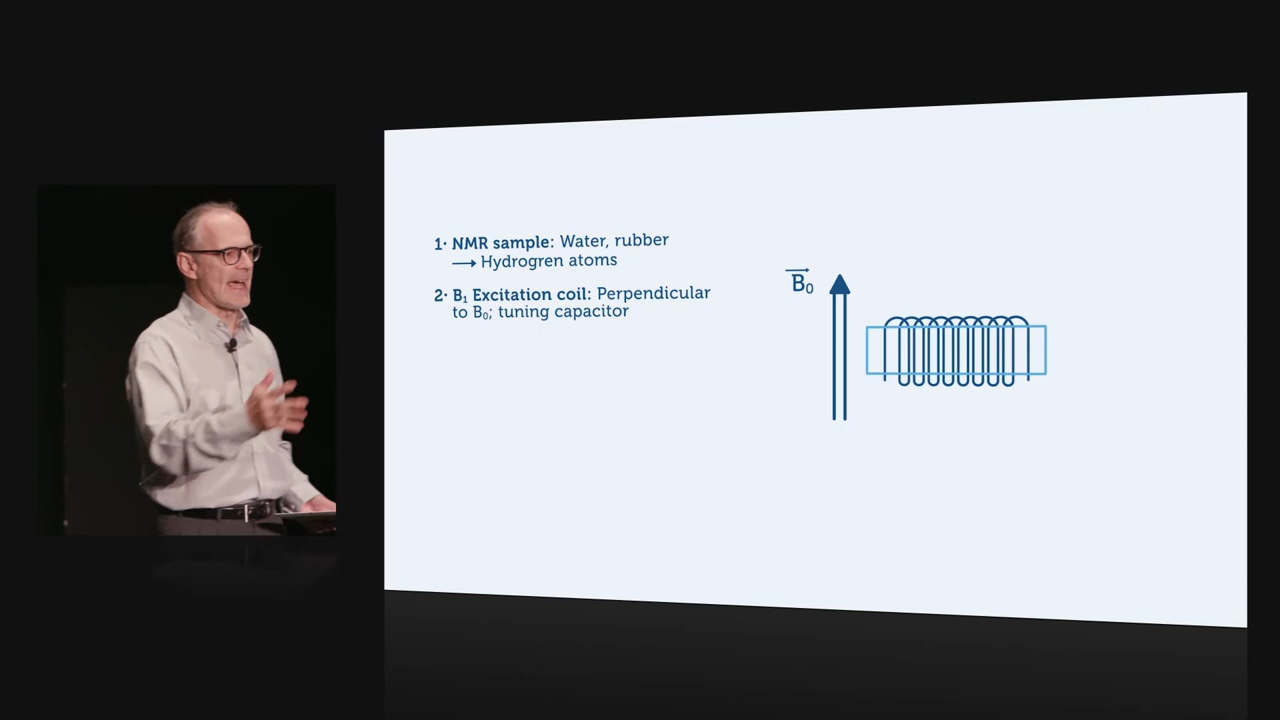 1· NMR sample: Water, rubber
⟶ Hydrogren atoms
2· B₁ Excitation coil: Perpendicular
to B₀; tuning capacitor
B₀